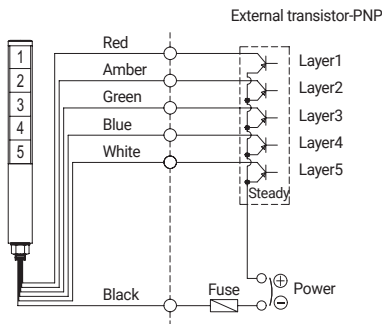 External transistor-PNP
Red
Layer1
1
Amber
Layer2
2
Green
Layer3
3
Blue
Layer4
4
White
Layer5
5
Steady
Black
Fuse
+
Power
−